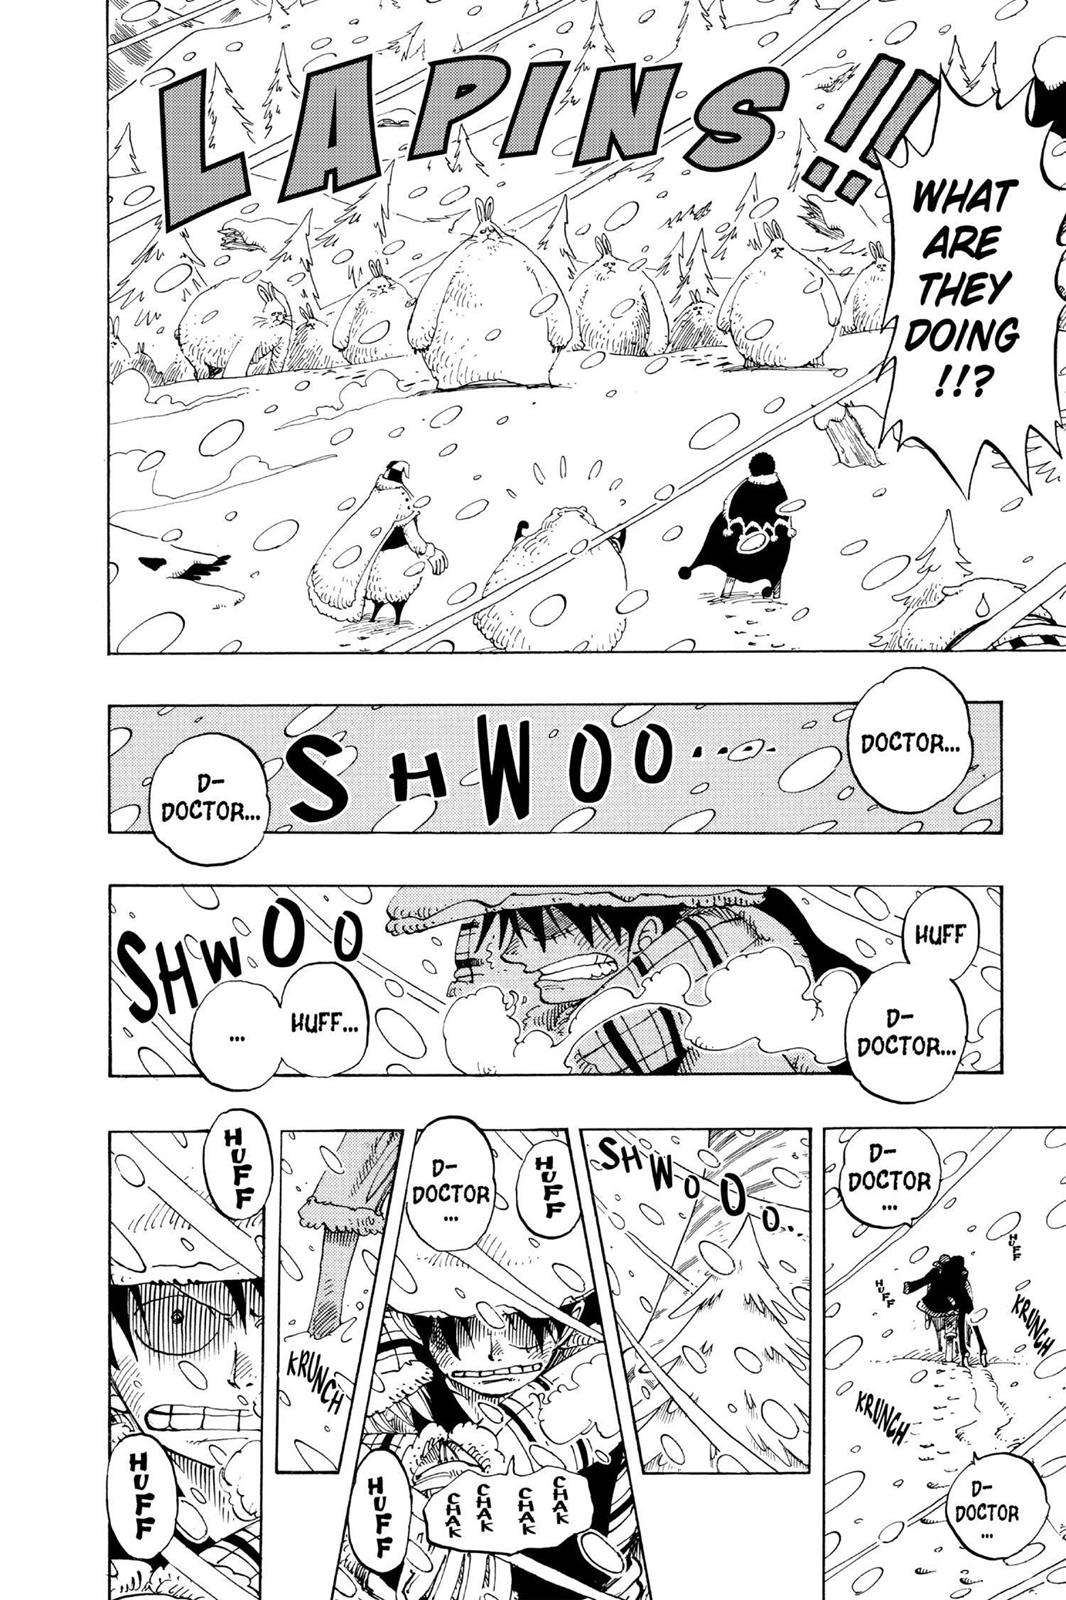 LAPINS!!
WHAT
ARE
THEY
DOING
!!?
DOCTOR...
SHWOO...
D-
DOCTOR...
HUFF
D-
DOCTOR...
HUFF...
...
SHWOO
D-
DOCTOR
...
HUFF
HUFF
KRUNCH
KRUNCH
D-
DOCTOR
...
SHWOOO..
HUFF
D-
DOCTOR
...
CHAK
CHAK
CHAK
CHAK
HUFF
KRUNCH
HUFF
HUFF